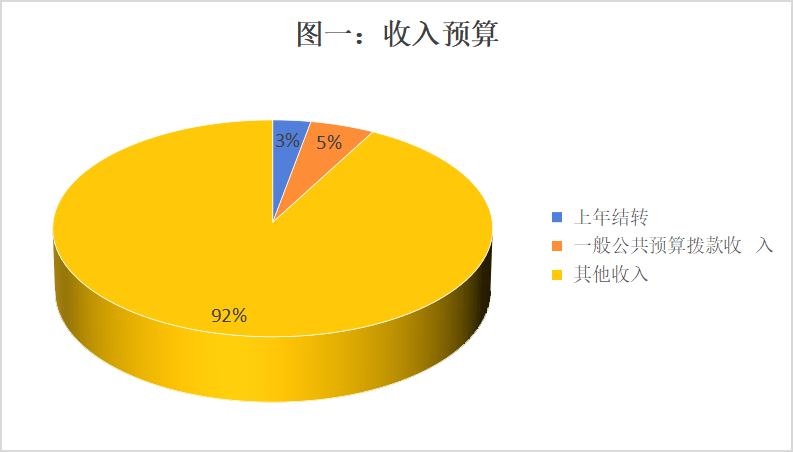 图一：收入预算
3%
5%
92%
上年结转
一般公共预算拨款收 入
其他收入